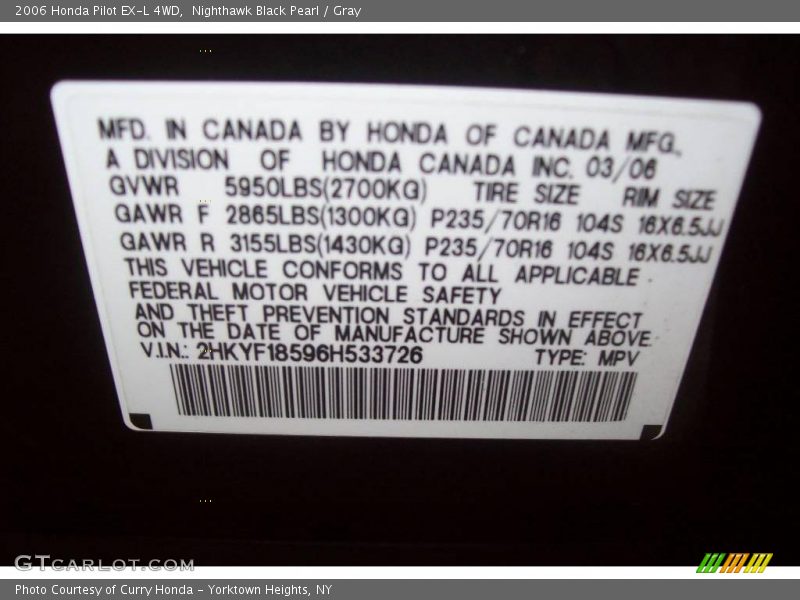 2006 Honda Pilot EX-L 4WD,  Nighthawk Black Pearl / Gray
MFD. IN CANADA BY HONDA OF CANADA MFG.,
A DIVISION OF HONDA CANADA INC. 03/06
GVWR 5950LBS(2700KG) TIRE SIZE RIM SIZE
GAWR F 2865LBS(1300KG) P235/70R16 104S 16X6.5JJ
GAWR R 3155LBS(1430KG) P235/70R16 104S 16X6.5JJ
THIS VEHICLE CONFORMS TO ALL APPLICABLE
FEDERAL MOTOR VEHICLE SAFETY
AND THEFT PREVENTION STANDARDS IN EFFECT
ON THE DATE OF MANUFACTURE SHOWN ABOVE.
V.I.N.: 2HKYF18596H533726 TYPE: MPV
GTCARLOT.COM
Photo Courtesy of Curry Honda - Yorktown Heights, NY